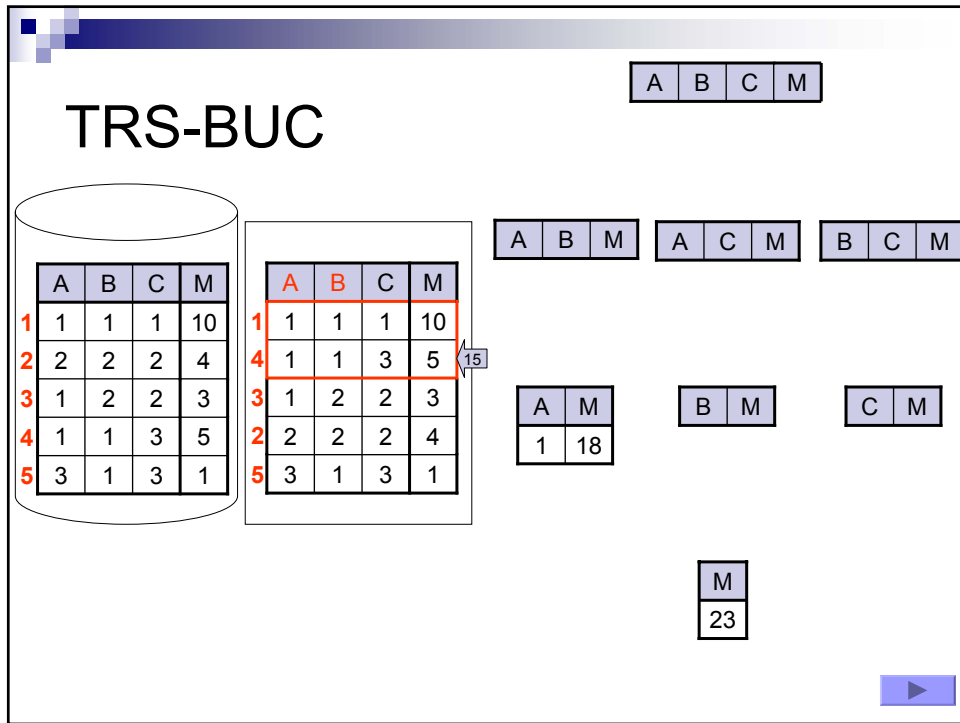 A B C M
TRS-BUC
A B M
A C M
B C M
A B C M
1 1 1 1 10
2 2 2 2 4
3 1 2 2 3
4 1 1 3 5
5 3 1 3 1
A B C M
1 1 1 1 10
4 1 1 3 5
3 1 2 2 3
2 2 2 2 4
5 3 1 3 1
15
A M
1 18
B M
C M
M
23